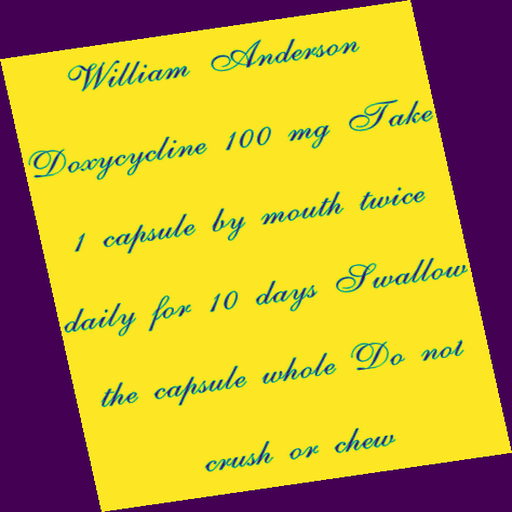 William Anderson
Doxycycline 100 mg Take
1 capsule by mouth twice
daily for 10 days Swallow
the capsule whole Do not
crush or chew